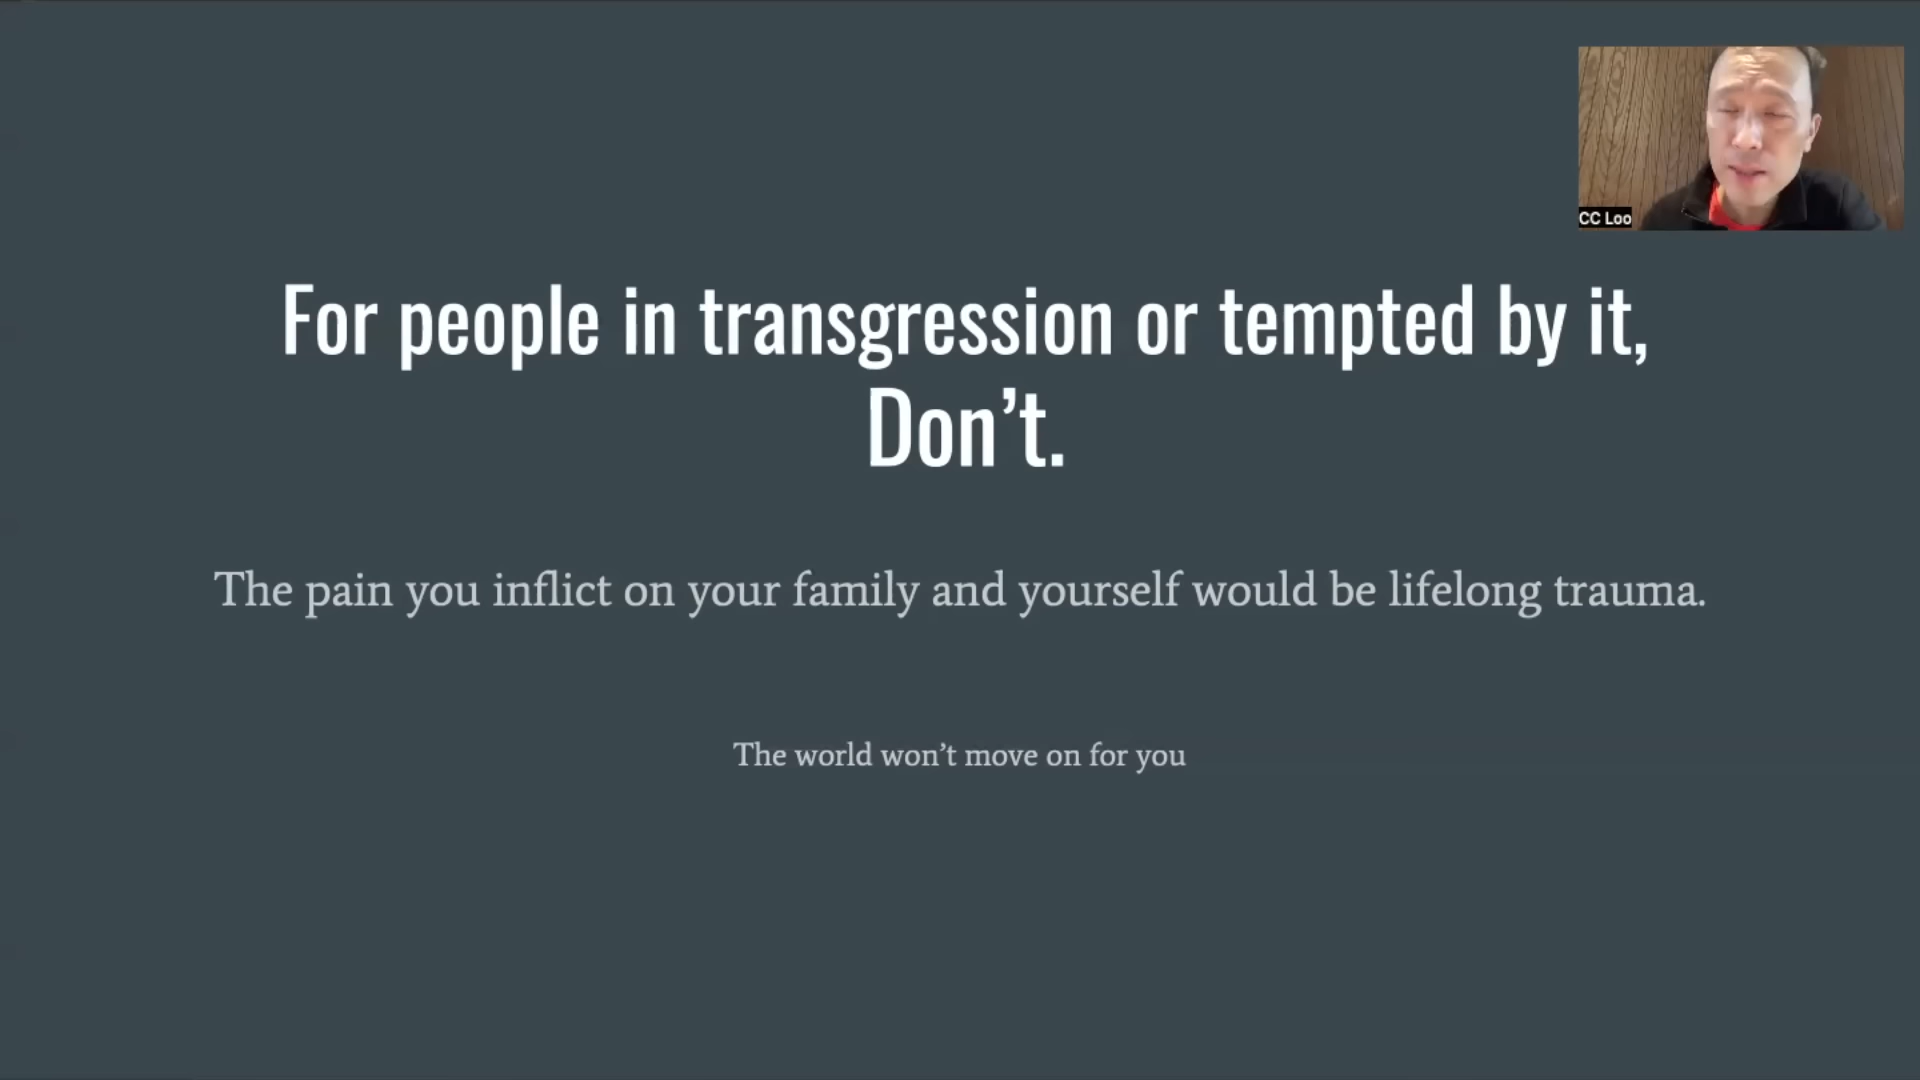 CC Loo
For people in transgression or tempted by it,
Don’t.
The pain you inflict on your family and yourself would be lifelong trauma.
The world won’t move on for you